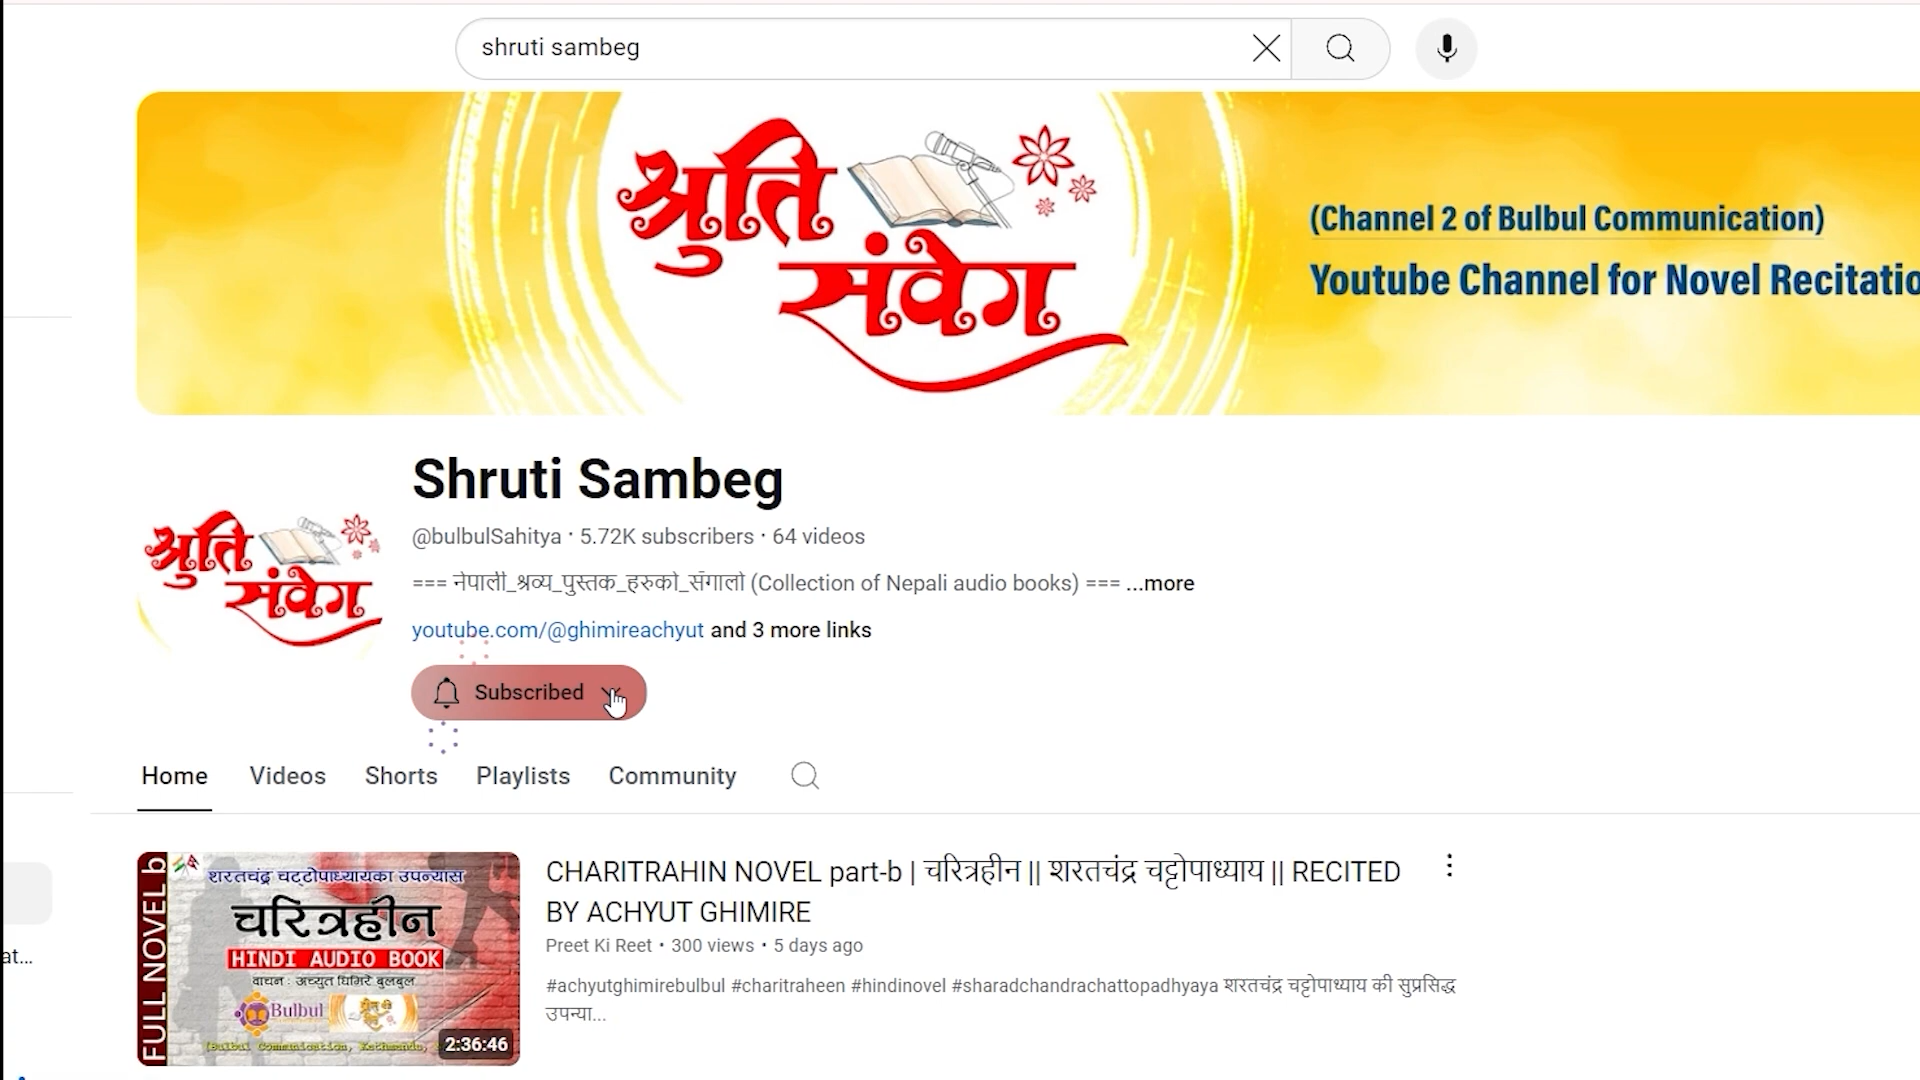 shruti sambeg
श्रुति
संवेग
(Channel 2 of Bulbul Communication)
Youtube Channel for Novel Recitatio
Shruti Sambeg
@bulbulSahitya · 5.72K subscribers · 64 videos
श्रुति
संवेग
=== नेपाली_श्रव्य_पुस्तक_हरुको_सँगालो (Collection of Nepali audio books) === ...more
youtube.com/@ghimireachyut and 3 more links
Subscribed
Home Videos Shorts Playlists Community
FULL NOVEL b
शरतचंद्र चट्टोपाध्यायका उपन्यास
चरित्रहीन
HINDI AUDIO BOOK
वाचन : अच्युत घिमिरे बुलबुल
Bulbul
(Bulbul Communication, Kathmandu,
2:36:46
CHARITRAHIN NOVEL part-b | चरित्रहीन || शरतचंद्र चट्टोपाध्याय || RECITED
BY ACHYUT GHIMIRE
Preet Ki Reet • 300 views • 5 days ago
#achyutghimirebulbul #charitraheen #hindinovel #sharadchandrachattopadhyaya शरतचंद्र चट्टोपाध्याय की सुप्रसिद्ध
उपन्या...
at...